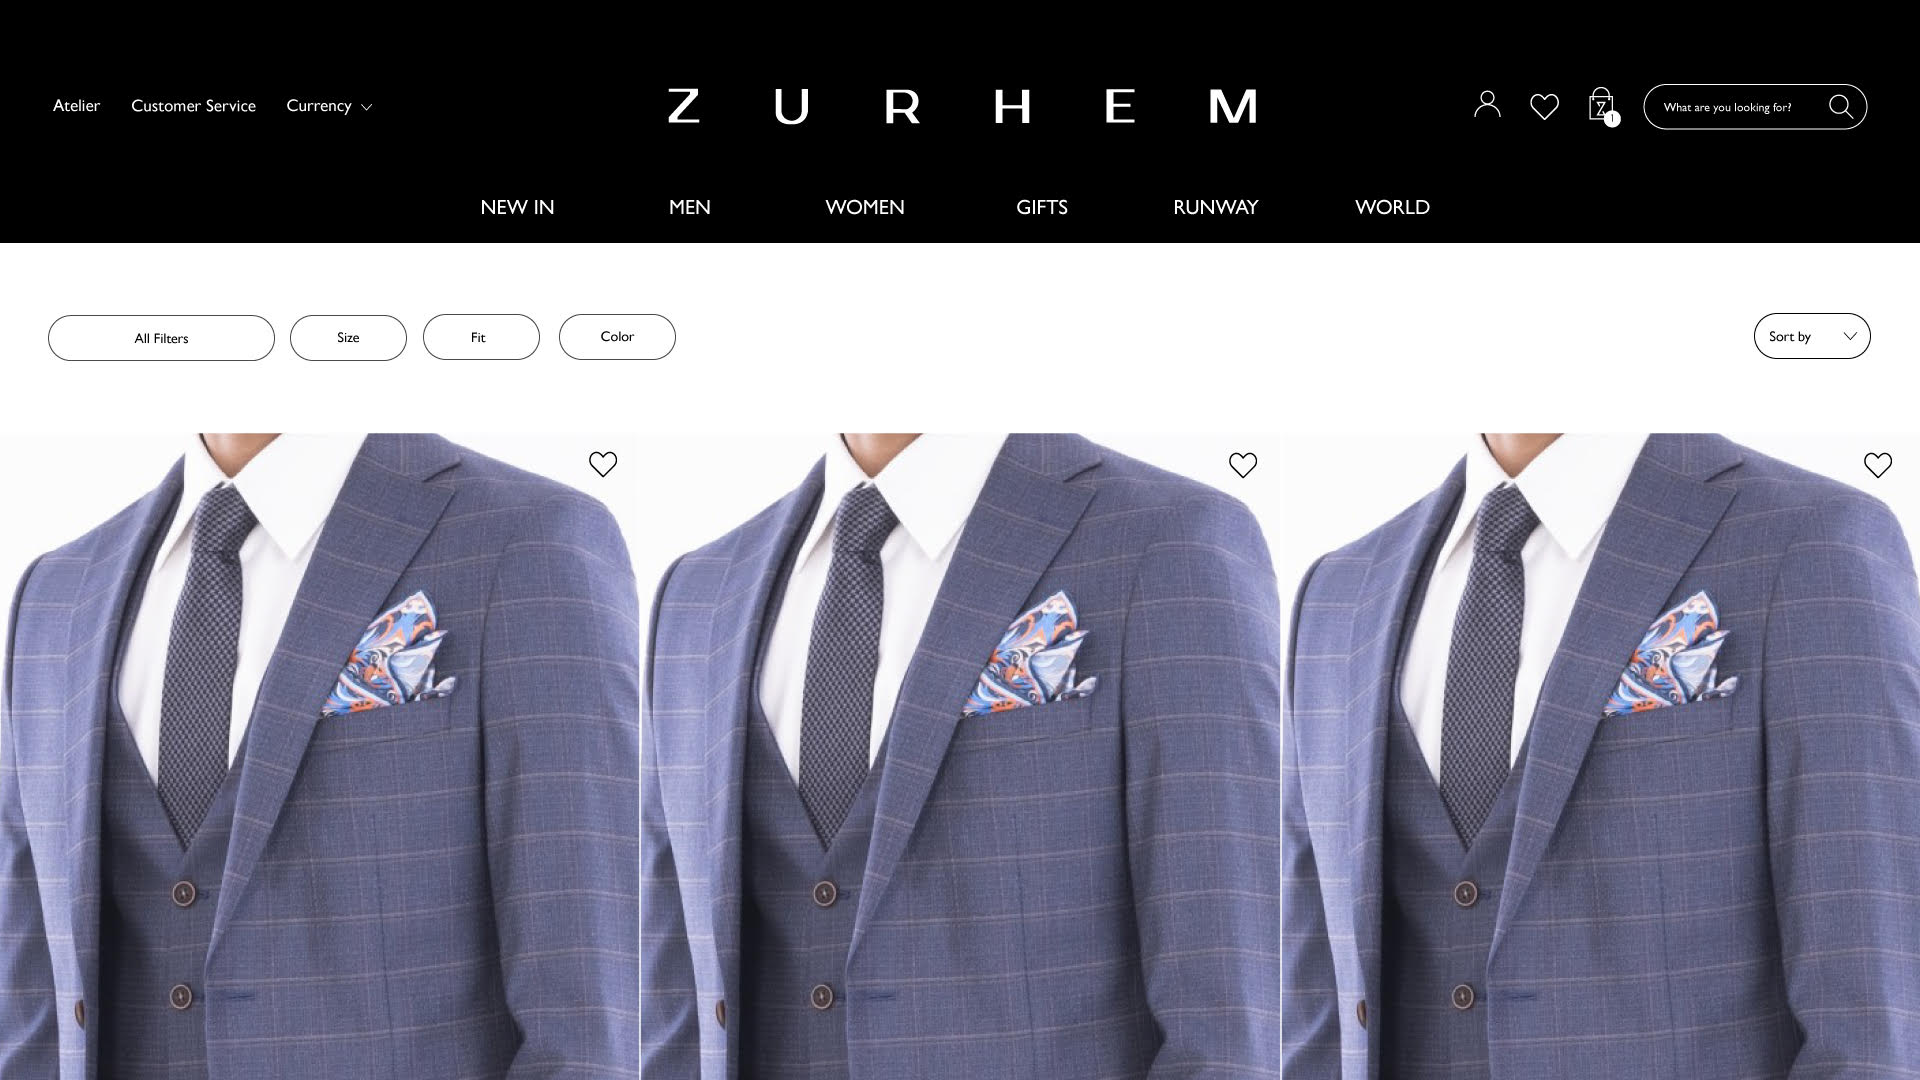 Atelier
Customer Service
Currency
ZURHEM
1
What are you looking for?
NEW IN
MEN
WOMEN
GIFTS
RUNWAY
WORLD
All Filters
Size
Fit
Color
Sort by